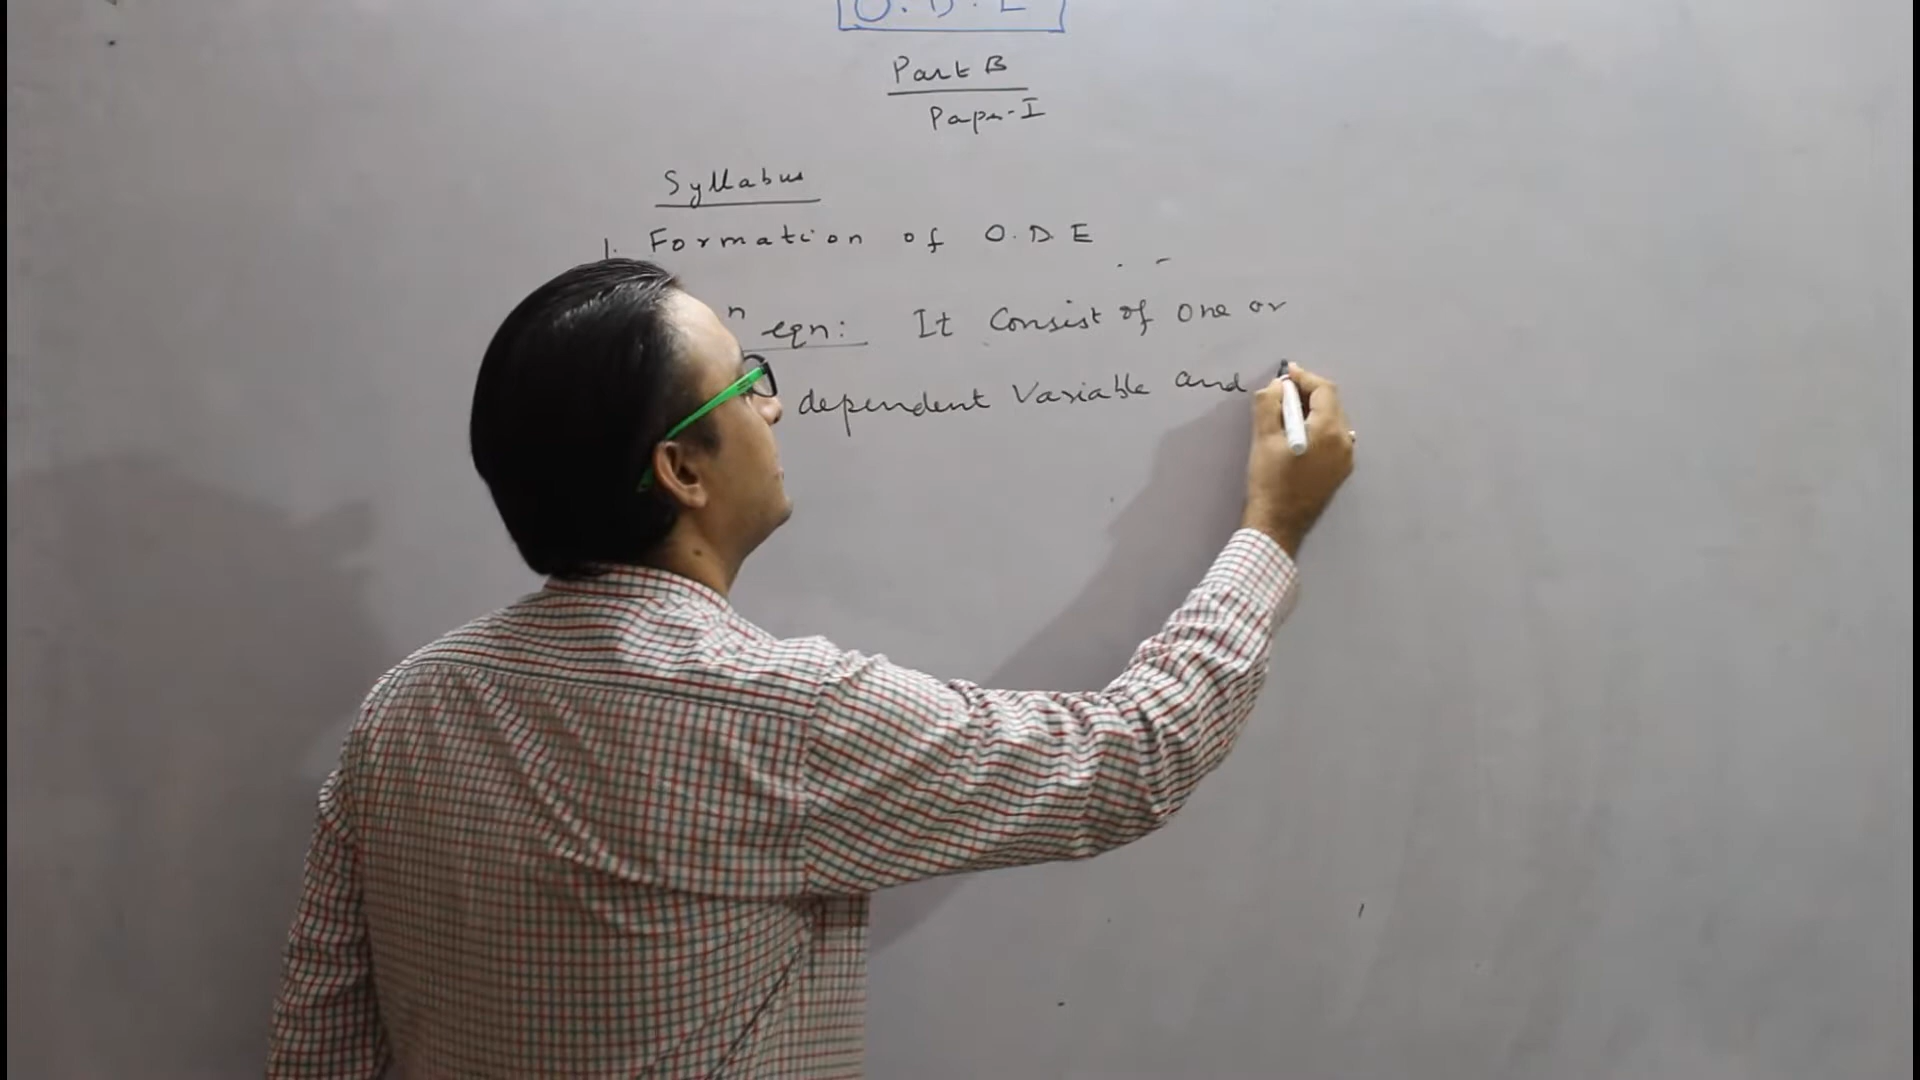 O.D.E
Part B
Paper-I
Syllabus
1. Formation of O.D.E
n eqn: It Consist of one or
dependent Variable and